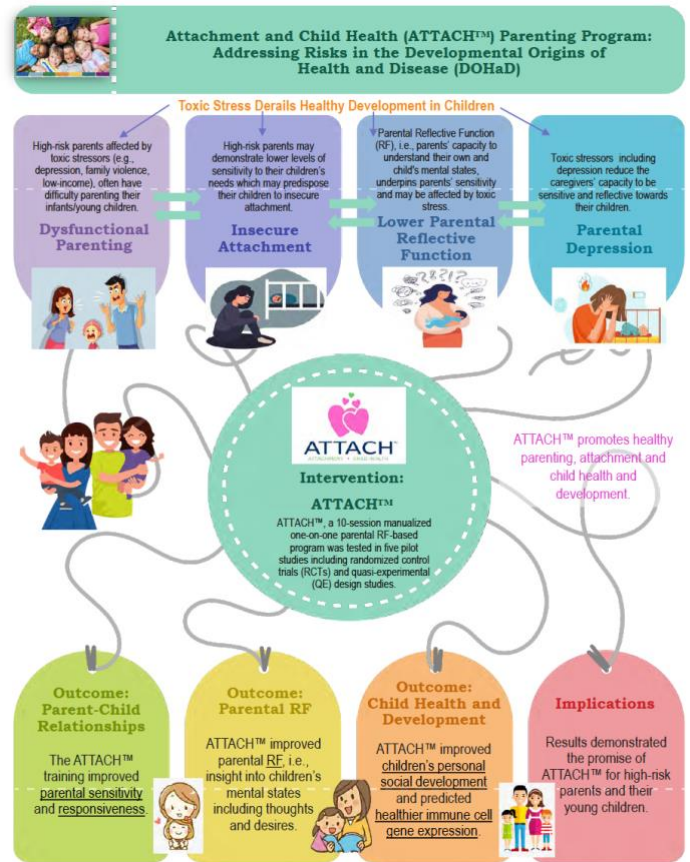 Attachment and Child Health (ATTACH™) Parenting Program:
Addressing Risks in the Developmental Origins of
Health and Disease (DOHaD)
Toxic Stress Derails Healthy Development in Children
High-risk parents affected by
toxic stressors (e.g.,
depression, family violence,
low-income), often have
difficulty parenting their
infants/young children.
Dysfunctional
Parenting
High-risk parents may
demonstrate lower levels of
sensitivity to their children's
needs which may predispose
their children to insecure
attachment.
Insecure
Attachment
Parental Reflective Function
(RF), i.e., parents' capacity to
understand their own and
child's mental states,
underpins parents' sensitivity
and may be affected by toxic
stress.
Lower Parental
Reflective
Function
Toxic stressors including
depression reduce the
caregivers' capacity to be
sensitive and reflective towards
their children.
Parental
Depression
ATTACH™
ATTACHMENT + CHILD HEALTH
Intervention:
ATTACH™
ATTACH™, a 10-session manualized
one-on-one parental RF-based
program was tested in five pilot
studies including randomized control
trials (RCTs) and quasi-experimental
(QE) design studies.
ATTACH™ promotes healthy
parenting, attachment and
child health and
development.
Outcome:
Parent-Child
Relationships
The ATTACH™
training improved
parental sensitivity
and responsiveness.
Outcome:
Parental RF
ATTACH™ improved
parental RF, i.e.,
insight into children's
mental states
including thoughts
and desires.
Outcome:
Child Health and
Development
ATTACH™ improved
children's personal
social development
and predicted
healthier immune cell
gene expression.
Implications
Results demonstrated
the promise of
ATTACH™ for high-risk
parents and their
young children.